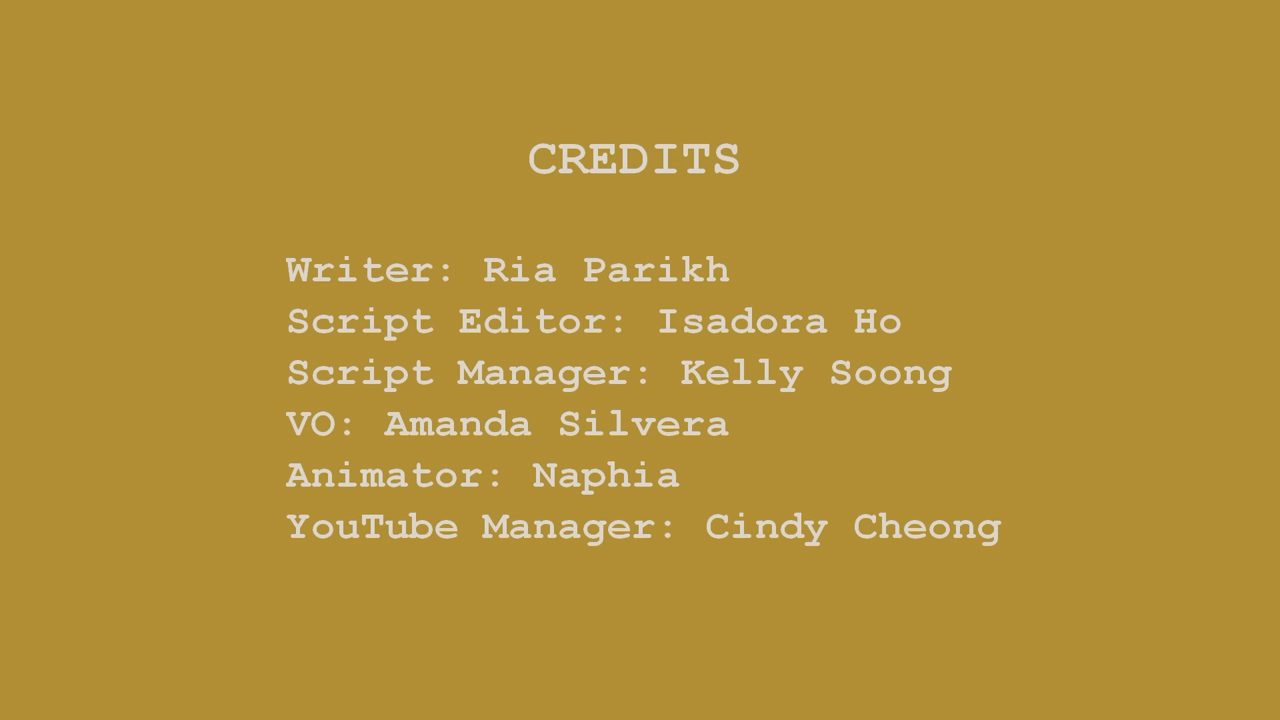 CREDITS
Writer: Ria Parikh
Script Editor: Isadora Ho
Script Manager: Kelly Soong
VO: Amanda Silvera
Animator: Naphia
YouTube Manager: Cindy Cheong